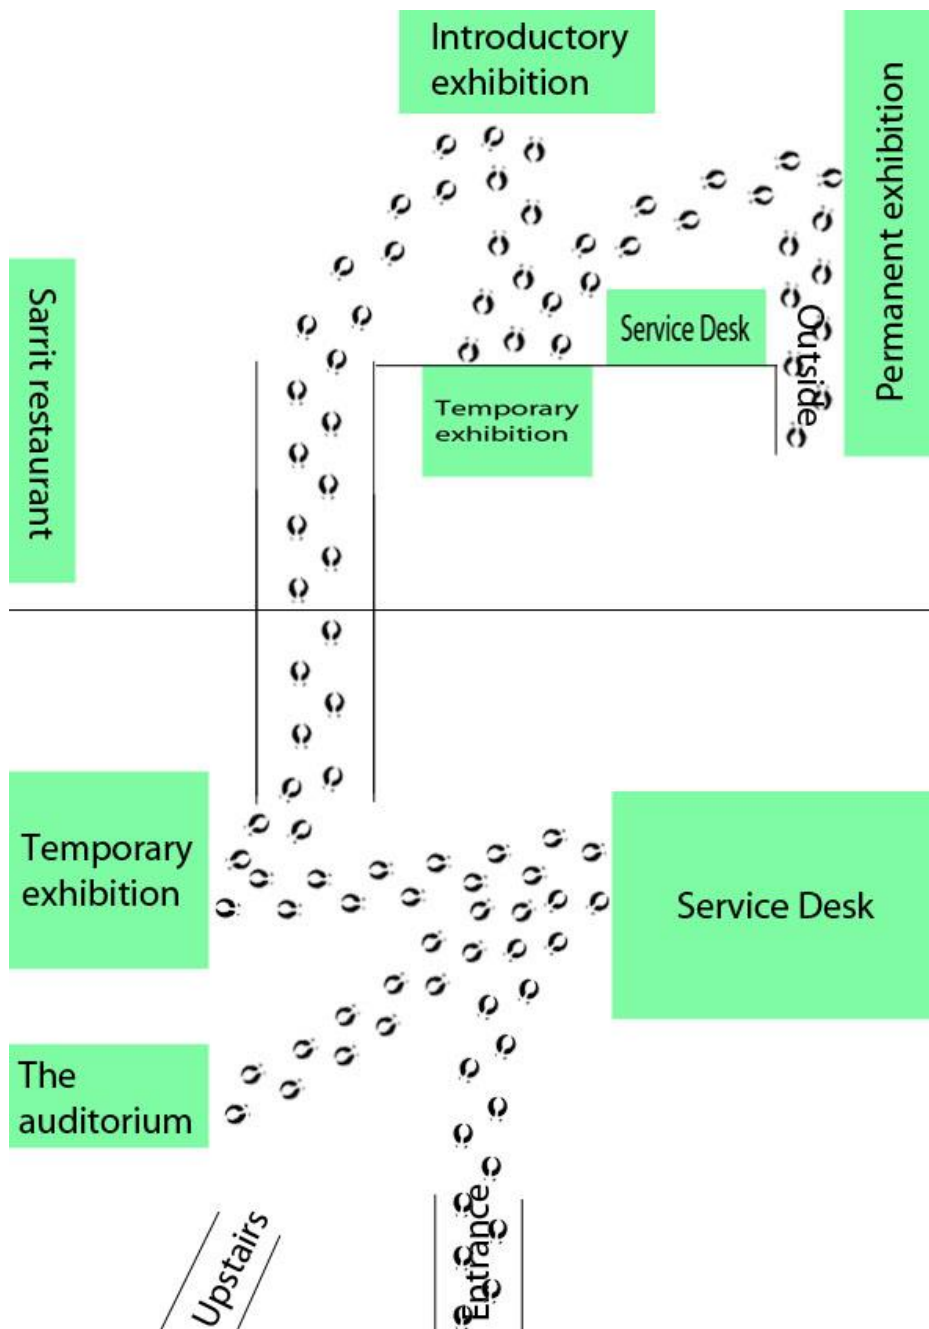 Introductory
exhibition
Permanent exhibition
Sarrit restaurant
Service Desk
Outside
Temporary
exhibition
Temporary
exhibition
Service Desk
The
auditorium
Upstairs
Entrance